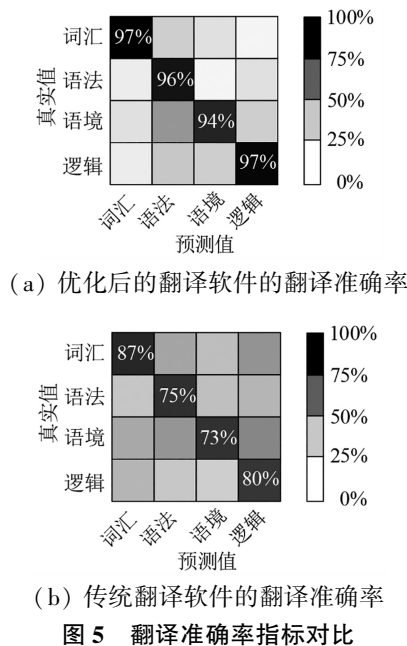 真实值
词汇 97%
语法 96%
语境 94%
逻辑 97%
词汇 语法 语境 逻辑
预测值
100%
75%
50%
25%
0%
(a) 优化后的翻译软件的翻译准确率
真实值
词汇 87%
语法 75%
语境 73%
逻辑 80%
词汇 语法 语境 逻辑
预测值
100%
75%
50%
25%
0%
(b) 传统翻译软件的翻译准确率
图 5 翻译准确率指标对比